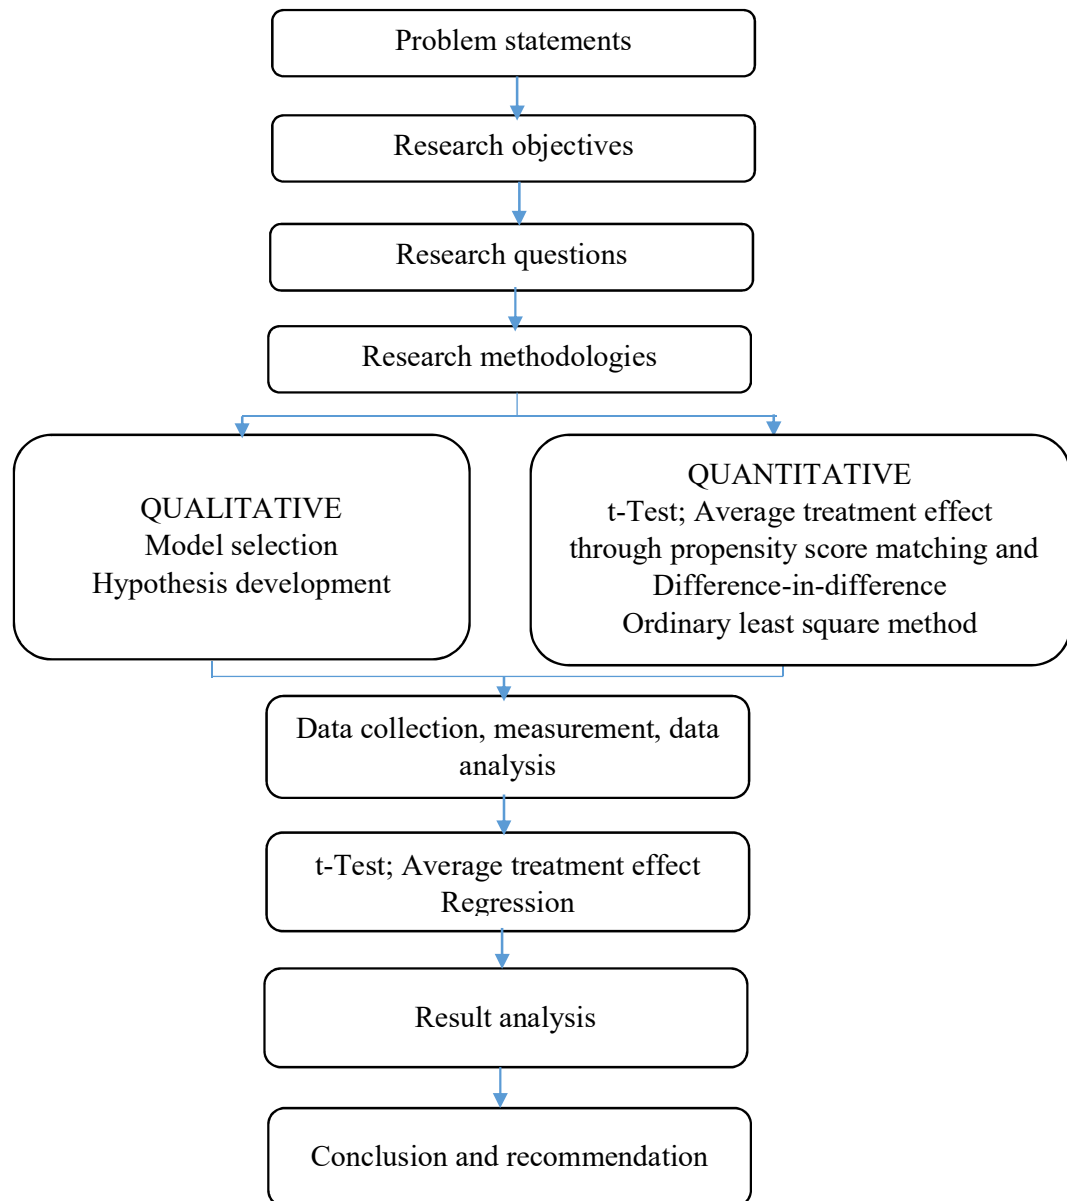 Problem statements
Research objectives
Research questions
Research methodologies
QUALITATIVE
Model selection
Hypothesis development
QUANTITATIVE
t-Test; Average treatment effect
through propensity score matching and
Difference-in-difference
Ordinary least square method
Data collection, measurement, data
analysis
t-Test; Average treatment effect
Regression
Result analysis
Conclusion and recommendation